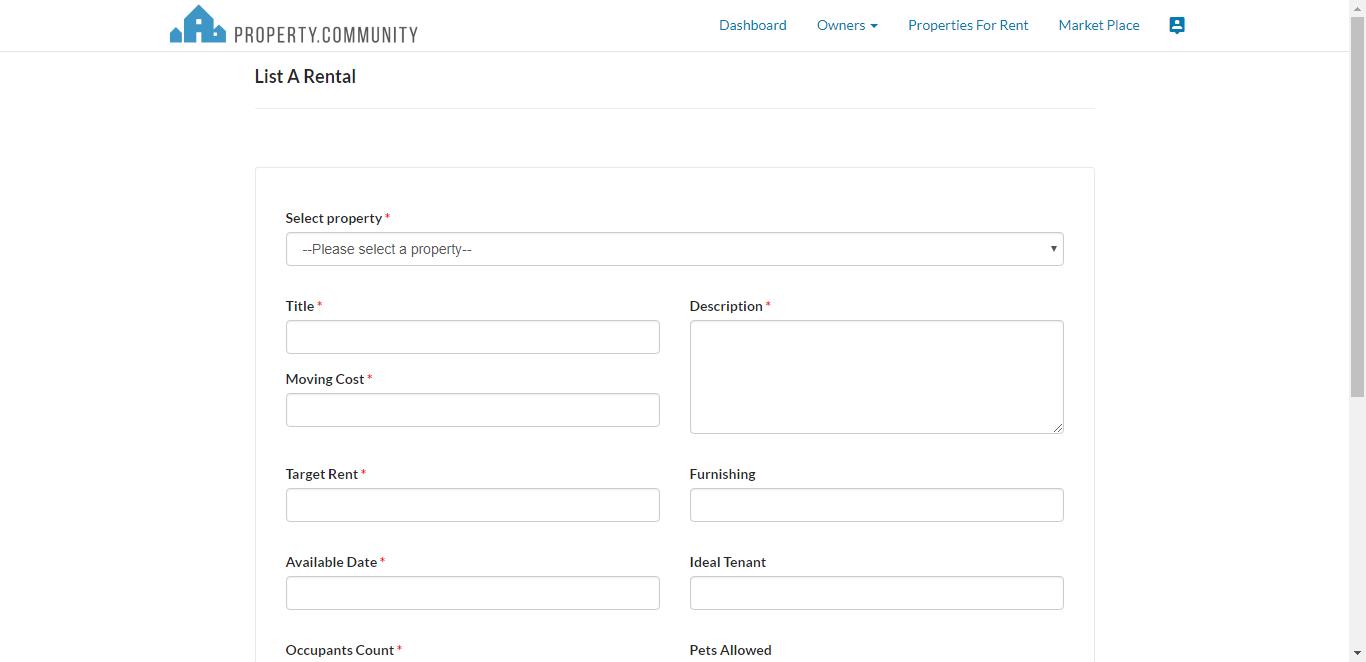 PROPERTY.COMMUNITY
Dashboard Owners Properties For Rent Market Place
List A Rental
Select property *
--Please select a property--
Title *
Description *
Moving Cost *
Target Rent *
Furnishing
Available Date *
Ideal Tenant
Occupants Count *
Pets Allowed